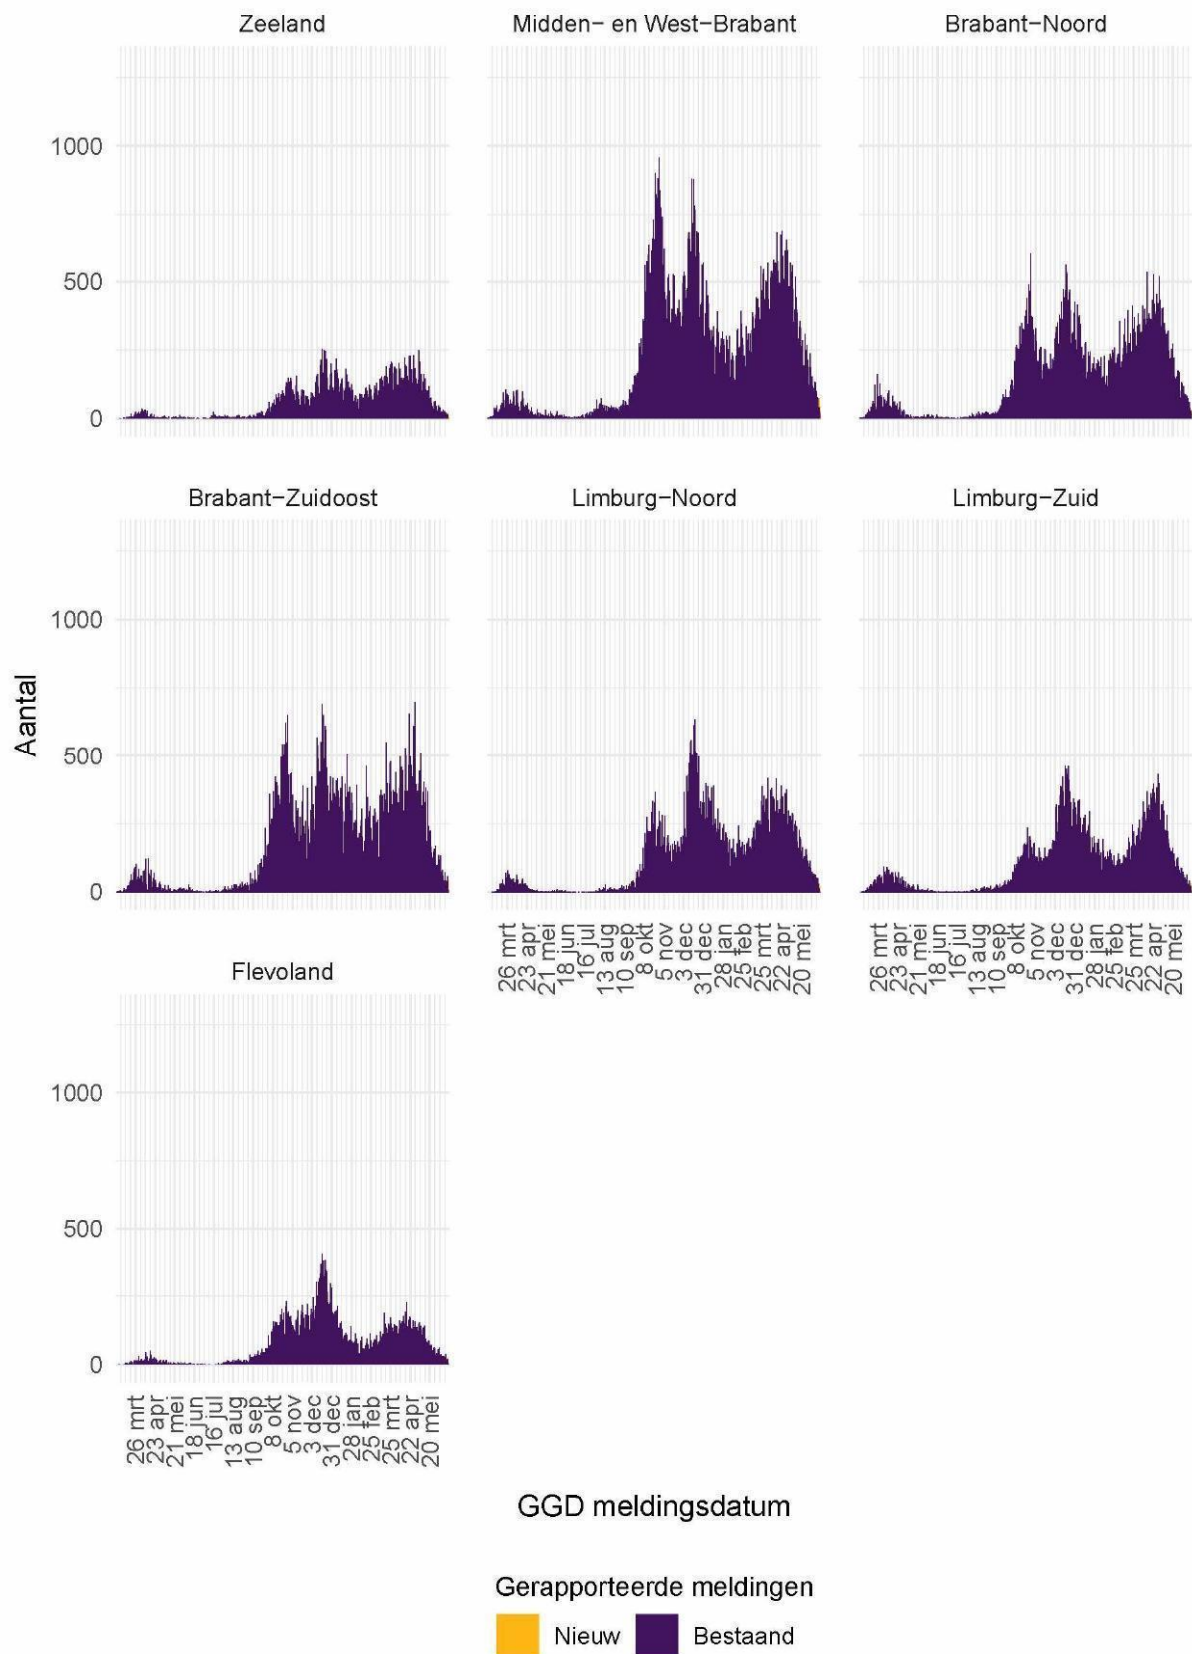 Zeeland
Midden- en West-Brabant
Brabant-Noord
1000
500
0
Brabant-Zuidoost
Limburg-Noord
Limburg-Zuid
1000
500
0
Aantal
26 mrt
23 apr
21 mei
18 jun
16 jul
13 aug
10 sep
8 okt
5 nov
3 dec
31 dec
28 jan
25 feb
25 mrt
22 apr
20 mei
26 mrt
23 apr
21 mei
18 jun
16 jul
13 aug
10 sep
8 okt
5 nov
3 dec
31 dec
28 jan
25 feb
25 mrt
22 apr
20 mei
Flevoland
1000
500
0
26 mrt
23 apr
21 mei
18 jun
16 jul
13 aug
10 sep
8 okt
5 nov
3 dec
31 dec
28 jan
25 feb
25 mrt
22 apr
20 mei
GGD meldingsdatum
Gerapporteerde meldingen
Nieuw
Bestaand